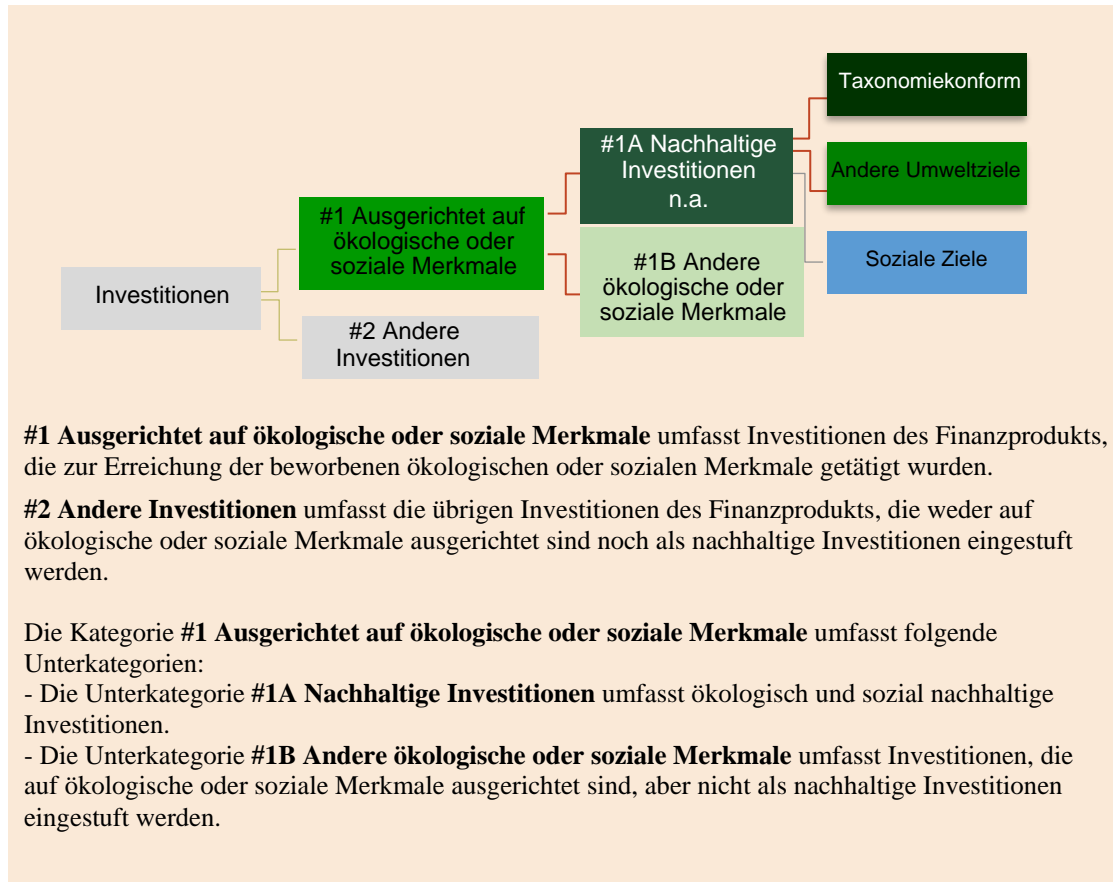 Taxonomiekonform
#1A Nachhaltige
Investitionen
n.a.
Andere Umweltziele
#1 Ausgerichtet auf
ökologische oder
soziale Merkmale
#1B Andere
ökologische oder
soziale Merkmale
Soziale Ziele
Investitionen
#2 Andere
Investitionen
#1 Ausgerichtet auf ökologische oder soziale Merkmale umfasst Investitionen des Finanzprodukts,
die zur Erreichung der beworbenen ökologischen oder sozialen Merkmale getätigt wurden.
#2 Andere Investitionen umfasst die übrigen Investitionen des Finanzprodukts, die weder auf
ökologische oder soziale Merkmale ausgerichtet sind noch als nachhaltige Investitionen eingestuft
werden.
Die Kategorie #1 Ausgerichtet auf ökologische oder soziale Merkmale umfasst folgende
Unterkategorien:
- Die Unterkategorie #1A Nachhaltige Investitionen umfasst ökologisch und sozial nachhaltige
Investitionen.
- Die Unterkategorie #1B Andere ökologische oder soziale Merkmale umfasst Investitionen, die
auf ökologische oder soziale Merkmale ausgerichtet sind, aber nicht als nachhaltige Investitionen
eingestuft werden.